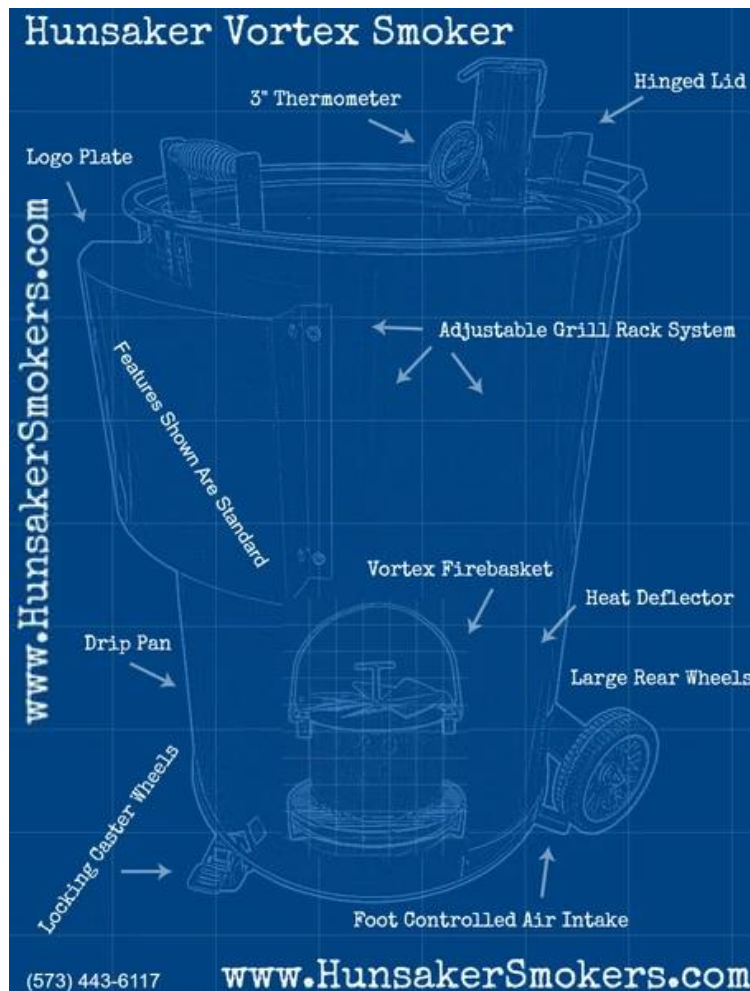 Hunsaker Vortex Smoker
Hinged Lid
3" Thermometer
Logo Plate
www.HunsakerSmokers.com
Adjustable Grill Rack System
Features Shown Are Standard
Vortex Firebasket
Heat Deflector
Drip Pan
Large Rear Wheels
Locking Caster Wheels
Foot Controlled Air Intake
(573) 443-6117
www.HunsakerSmokers.com